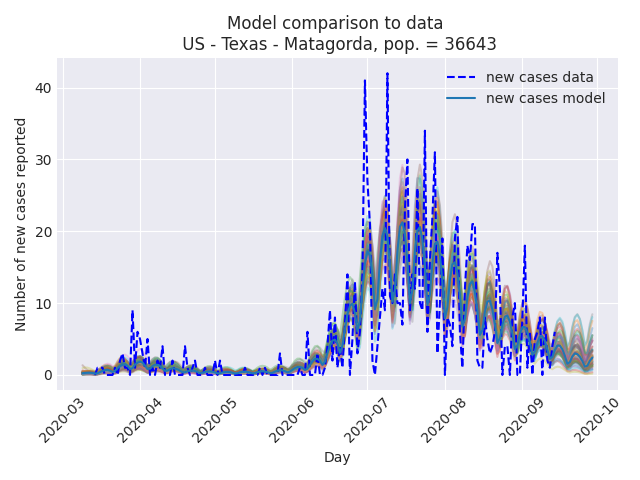 Model comparison to data
US - Texas - Matagorda, pop. = 36643
new cases data
new cases model
Number of new cases reported
40
30
20
10
0
2020-03
2020-04
2020-05
2020-06
2020-07
2020-08
2020-09
2020-10
Day